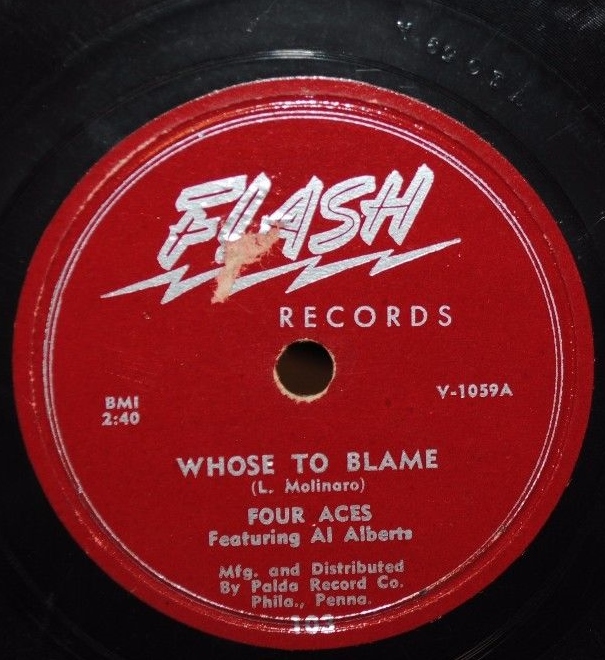 FLASH
RECORDS
BMI
2:40
V-1059A
WHOSE TO BLAME
(L. Molinaro)
FOUR ACES
Featuring Al Alberts
Mfg. and Distributed
By Palda Record Co.
Phila., Penna.
103